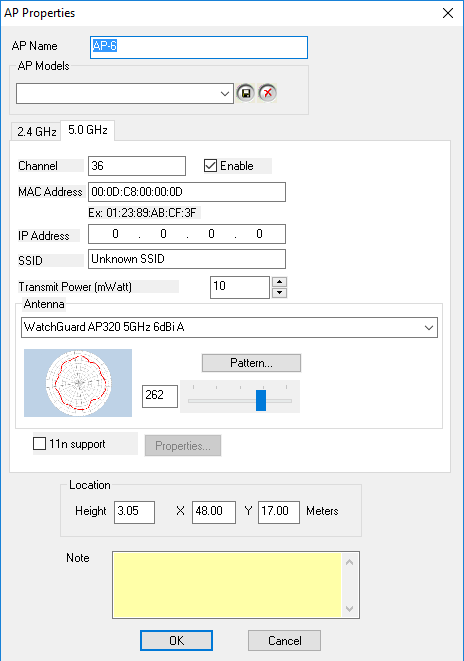 AP Properties
AP Name AP-6
AP Models
2.4 GHz 5.0 GHz
Channel 36 Enable
MAC Address 00:0D:C8:00:00:0D
Ex: 01:23:89:AB:CF:3F
IP Address 0 . 0 . 0 . 0
SSID Unknown SSID
Transmit Power (mWatt) 10
Antenna
WatchGuard AP320 5GHz 6dBi A
Pattern...
262
11n support Properties...
Location
Height 3.05 X 48.00 Y 17.00 Meters
Note
OK Cancel